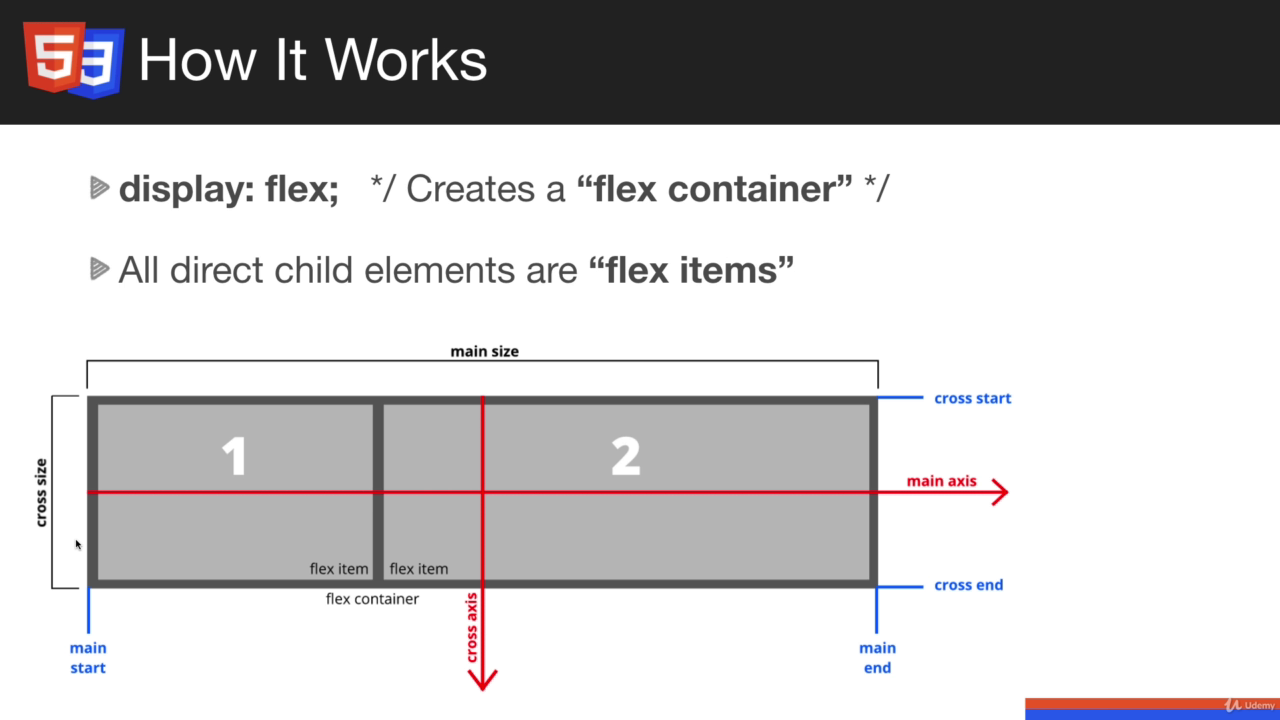 5 3 How It Works
display: flex; */ Creates a “flex container” */
All direct child elements are “flex items”
main size
cross start
1 2
cross size
main axis
flex item flex item
cross end
flex container
cross axis
main
start
main
end
Udemy